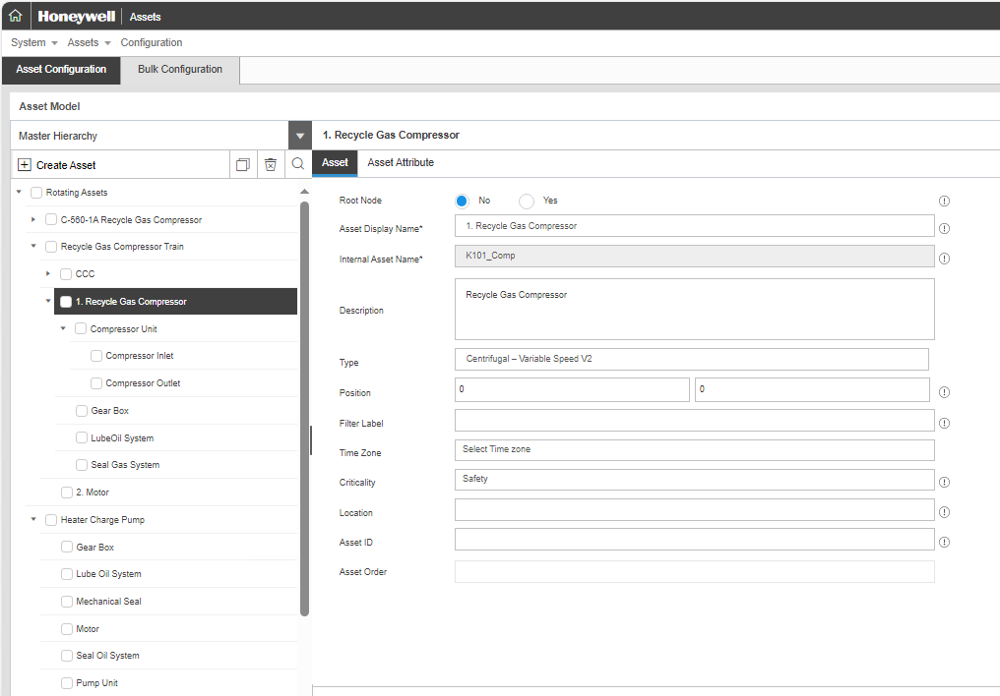 Honeywell Assets
System Assets Configuration
Asset Configuration Bulk Configuration
Asset Model
Master Hierarchy
Create Asset
Rotating Assets
C-560-1A Recycle Gas Compressor
Recycle Gas Compressor Train
CCC
1. Recycle Gas Compressor
Compressor Unit
Compressor Inlet
Compressor Outlet
Gear Box
LubeOil System
Seal Gas System
2. Motor
Heater Charge Pump
Gear Box
Lube Oil System
Mechanical Seal
Motor
Seal Oil System
Pump Unit
1. Recycle Gas Compressor
Asset Asset Attribute
Root Node No Yes
Asset Display Name* 1. Recycle Gas Compressor
Internal Asset Name* K101_Comp
Description Recycle Gas Compressor
Type Centrifugal – Variable Speed V2
Position 0 0
Filter Label
Time Zone Select Time zone
Criticality Safety
Location
Asset ID
Asset Order